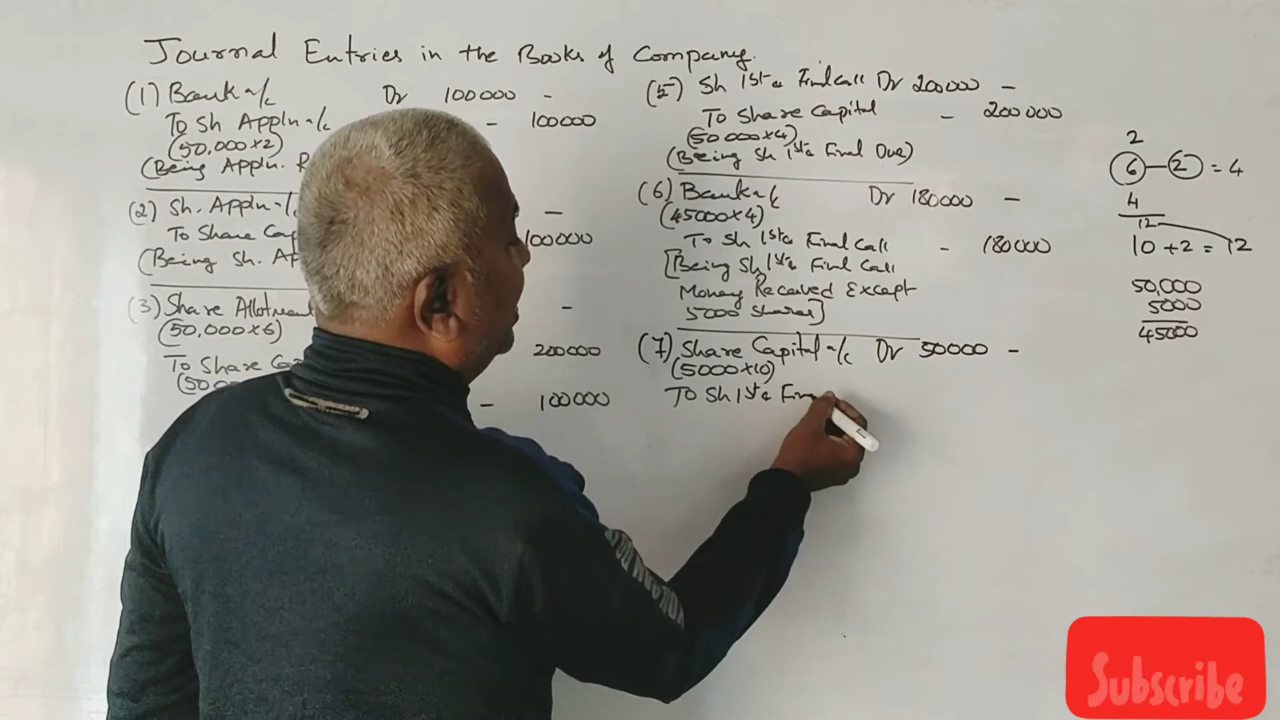 Journal Entries in the Books of Company.
(1) Bank a/c Dr 100000 -
To Sh Appln a/c - 100000
(50,000×2)
(Being Appln. R
(2) Sh. Appln a/c -
To Share Cap 100000
(Being Sh. Ap
(3) Share Allotment -
(50,000×6)
To Share Ca 200000
(50
- 100000
(5) Sh 1st & Final Call Dr 200000 -
To Share Capital - 200000
(50000×4)
(Being Sh 1st & Final Due)
(6) Bank a/c Dr 180000 -
(45000×4)
To Sh 1st & Final Call - 180000
[Being Sh 1st & Final Call
Money Received Except
5000 Shares]
(7) Share Capital a/c Dr 50000 -
(5000×10)
To Sh 1st & Fin
2
6 - 2 = 4
4
12
10 + 2 = 12
50,000
5000
45000
Subscribe